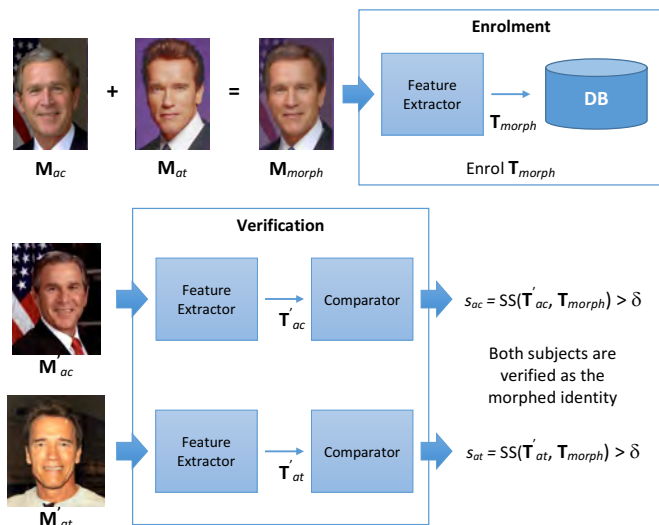 Enrolment
+
=
Feature
Extractor
T_morph
DB
M_ac
M_at
M_morph
Enrol T_morph
Verification
Feature
Extractor
T'_ac
Comparator
s_ac = SS(T'_ac, T_morph) > δ
M'_ac
Both subjects are
verified as the
morphed identity
Feature
Extractor
T'_at
Comparator
s_at = SS(T'_at, T_morph) > δ
M'_at